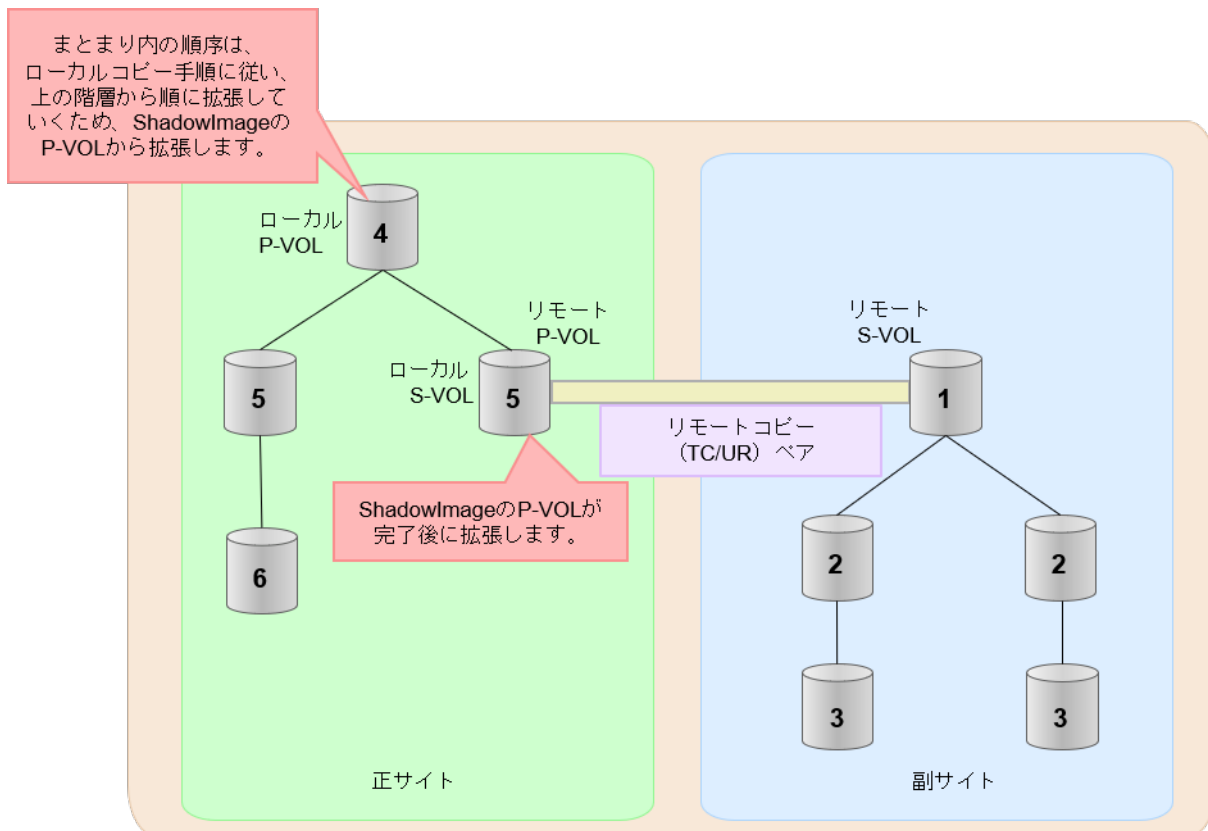 まとまり内の順序は、
ローカルコピー手順に従い、
上の階層から順に拡張して
いくため、ShadowImageの
P-VOLから拡張します。
ローカル
P-VOL
4
リモート
P-VOL
リモート
S-VOL
5
ローカル
S-VOL
5
1
リモートコピー
（TC/UR）ペア
ShadowImageのP-VOLが
完了後に拡張します。
6
2
2
3
3
正サイト
副サイト